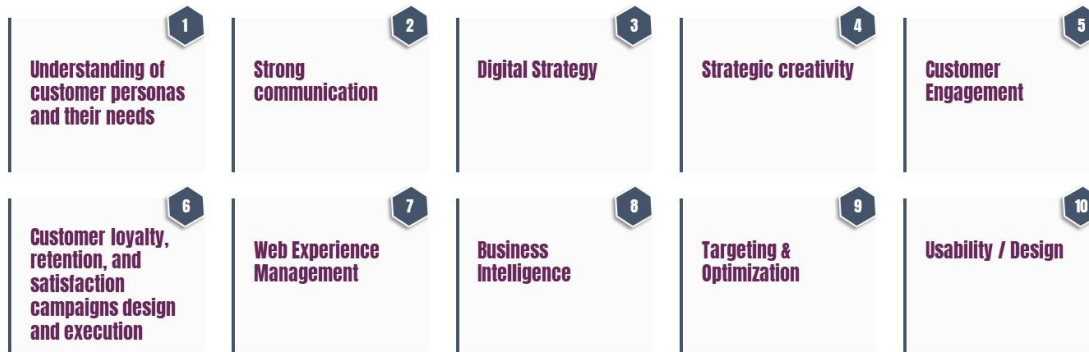 1
Understanding of
customer personas
and their needs
2
Strong
communication
3
Digital Strategy
4
Strategic creativity
5
Customer
Engagement
6
Customer loyalty,
retention, and
satisfaction
campaigns design
and execution
7
Web Experience
Management
8
Business
Intelligence
9
Targeting &
Optimization
10
Usability / Design